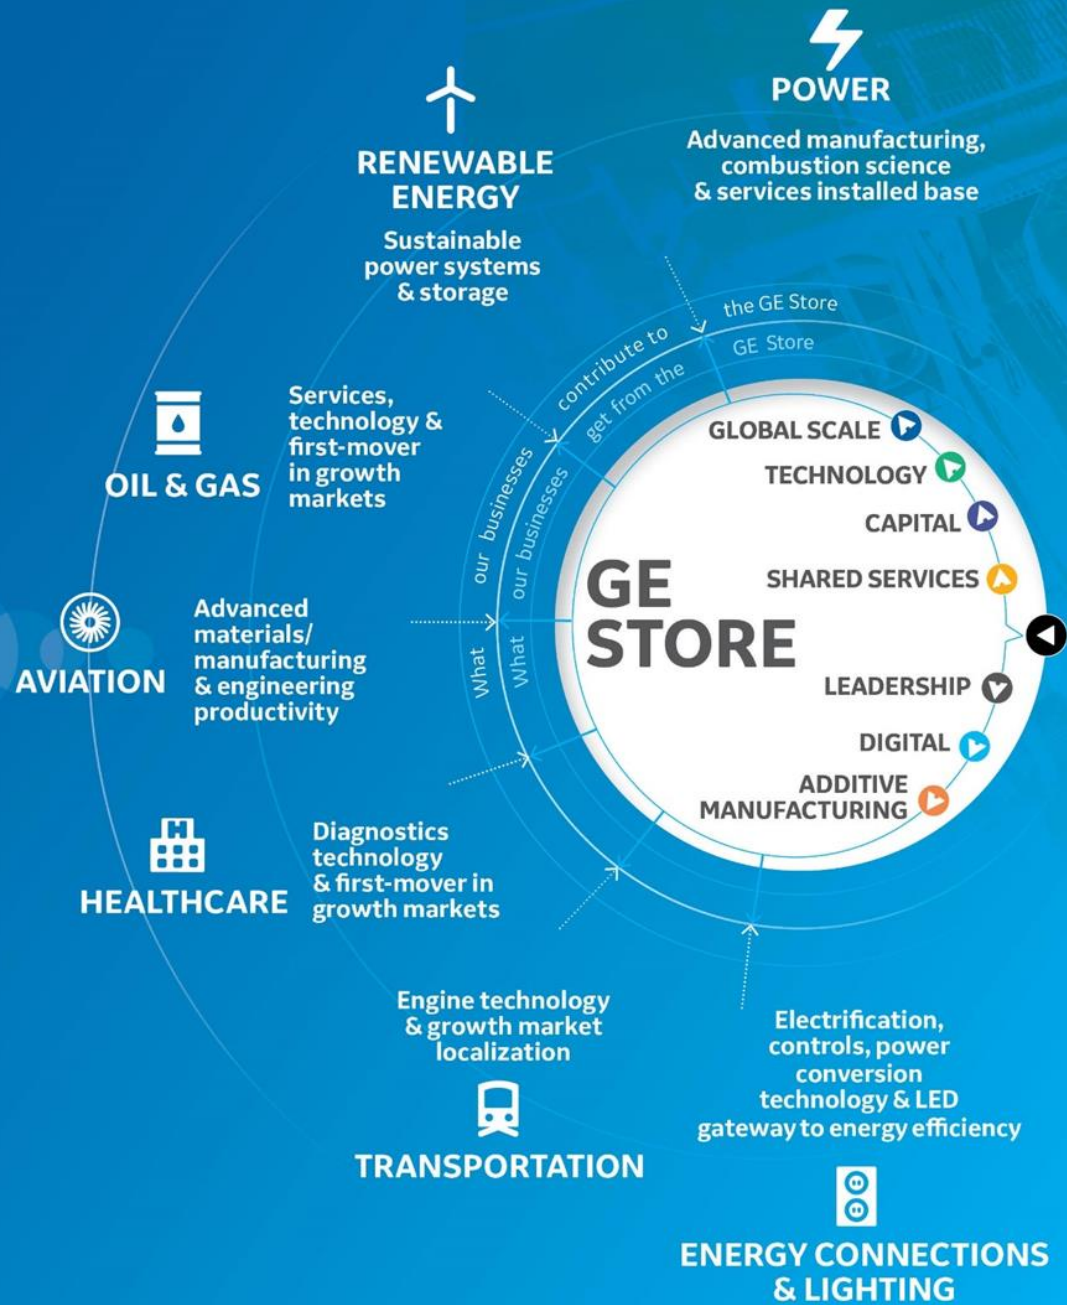 POWER
Advanced manufacturing,
combustion science
& services installed base
RENEWABLE
ENERGY
Sustainable
power systems
& storage
OIL & GAS
Services,
technology &
first-mover
in growth
markets
AVIATION
Advanced
materials/
manufacturing
& engineering
productivity
HEALTHCARE
Diagnostics
technology
& first-mover in
growth markets
Engine technology
& growth market
localization
TRANSPORTATION
Electrification,
controls, power
conversion
technology & LED
gateway to energy efficiency
ENERGY CONNECTIONS
& LIGHTING
What our businesses contribute to the GE Store
What our businesses get from the GE Store
GE
STORE
GLOBAL SCALE
TECHNOLOGY
CAPITAL
SHARED SERVICES
LEADERSHIP
DIGITAL
ADDITIVE
MANUFACTURING